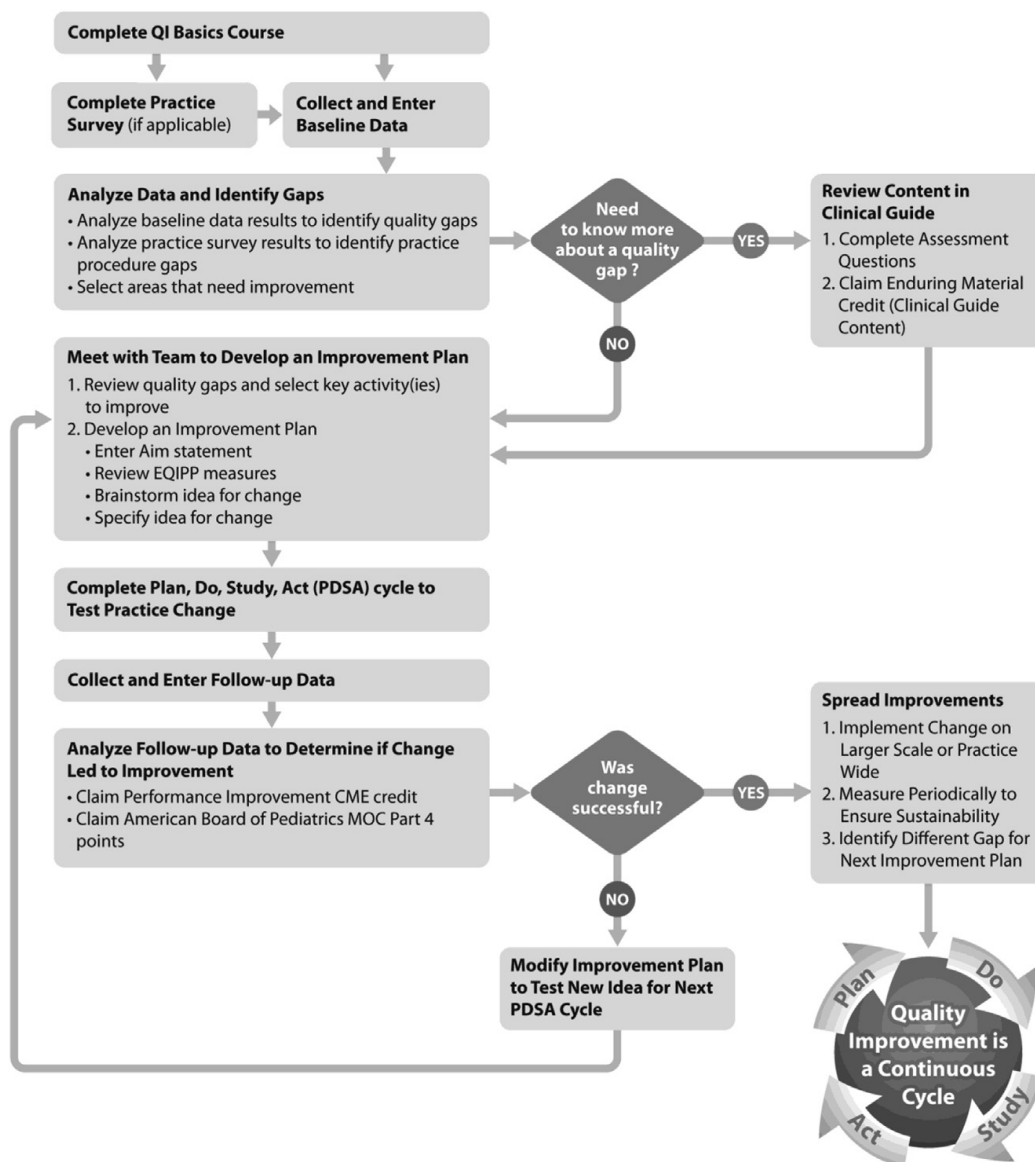 Complete QI Basics Course
Complete Practice
Survey (if applicable)
Collect and Enter
Baseline Data
Analyze Data and Identify Gaps
• Analyze baseline data results to identify quality gaps
• Analyze practice survey results to identify practice
procedure gaps
• Select areas that need improvement
Need
to know more
about a quality
gap ?
YES
Review Content in
Clinical Guide
1. Complete Assessment
Questions
2. Claim Enduring Material
Credit (Clinical Guide
Content)
NO
Meet with Team to Develop an Improvement Plan
1. Review quality gaps and select key activity(ies)
to improve
2. Develop an Improvement Plan
• Enter Aim statement
• Review EQIPP measures
• Brainstorm idea for change
• Specify idea for change
Complete Plan, Do, Study, Act (PDSA) cycle to
Test Practice Change
Collect and Enter Follow-up Data
Analyze Follow-up Data to Determine if Change
Led to Improvement
• Claim Performance Improvement CME credit
• Claim American Board of Pediatrics MOC Part 4
points
Was
change
successful?
YES
Spread Improvements
1. Implement Change on
Larger Scale or Practice
Wide
2. Measure Periodically to
Ensure Sustainability
3. Identify Different Gap for
Next Improvement Plan
NO
Modify Improvement Plan
to Test New Idea for Next
PDSA Cycle
Plan
Do
Quality
Improvement is
a Continuous
Cycle
Act
Study